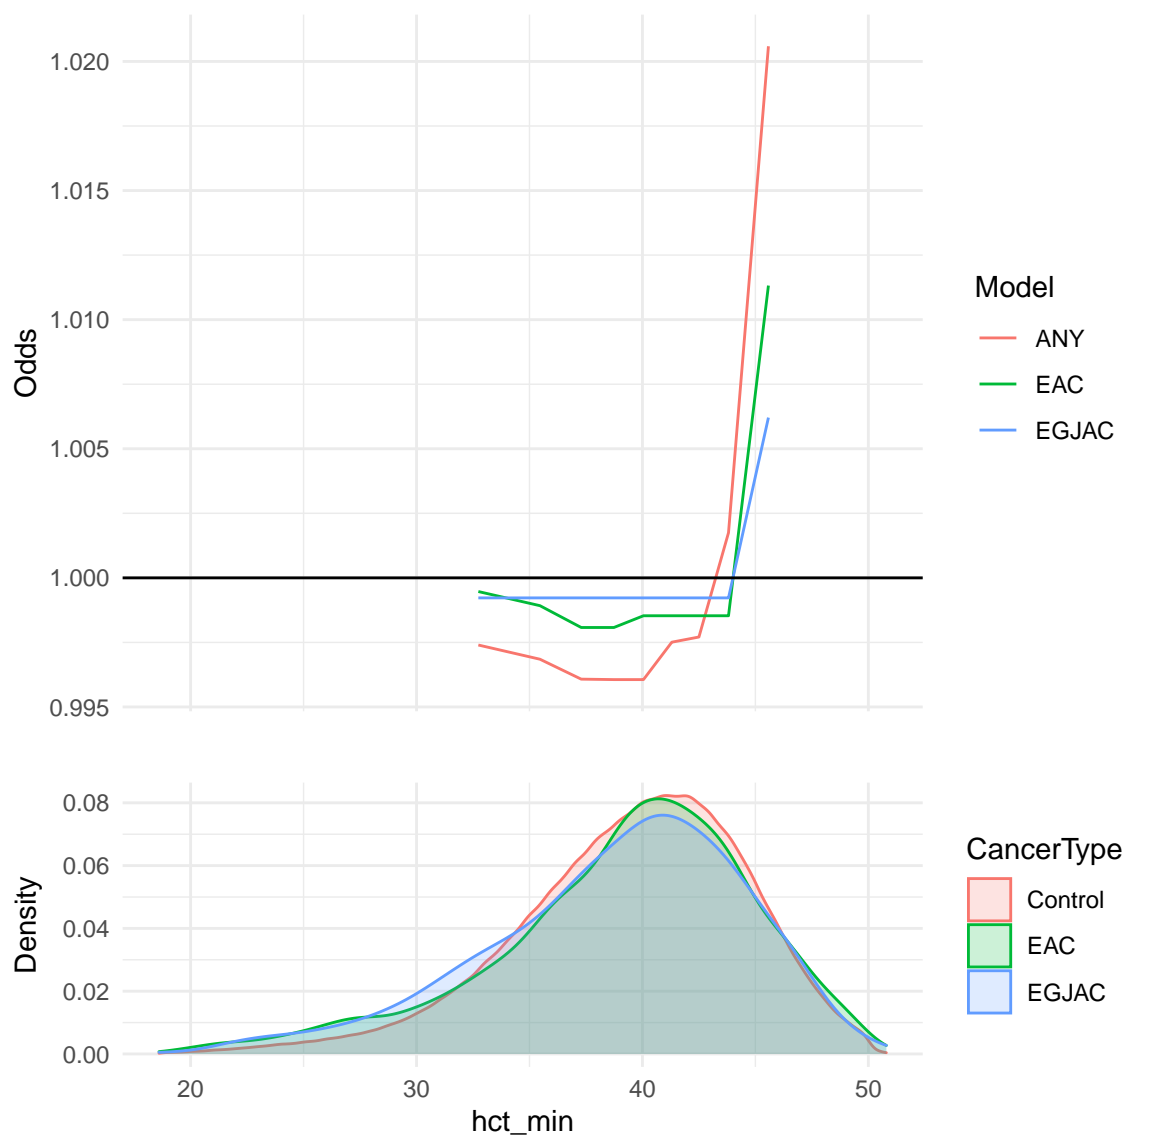 1.020
1.015
1.010
1.005
1.000
0.995
Odds
Model
ANY
EAC
EGJAC
0.08
0.06
0.04
0.02
0.00
Density
20 30 40 50
hct_min
CancerType
Control
EAC
EGJAC